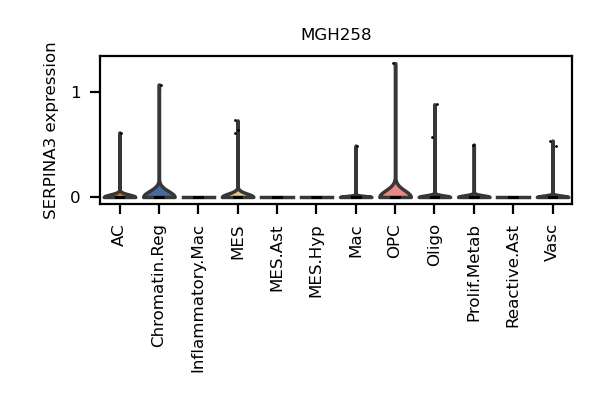 MGH258
SERPINA3 expression
1
0
AC
Chromatin.Reg
Inflammatory.Mac
MES
MES.Ast
MES.Hyp
Mac
OPC
Oligo
Prolif.Metab
Reactive.Ast
Vasc